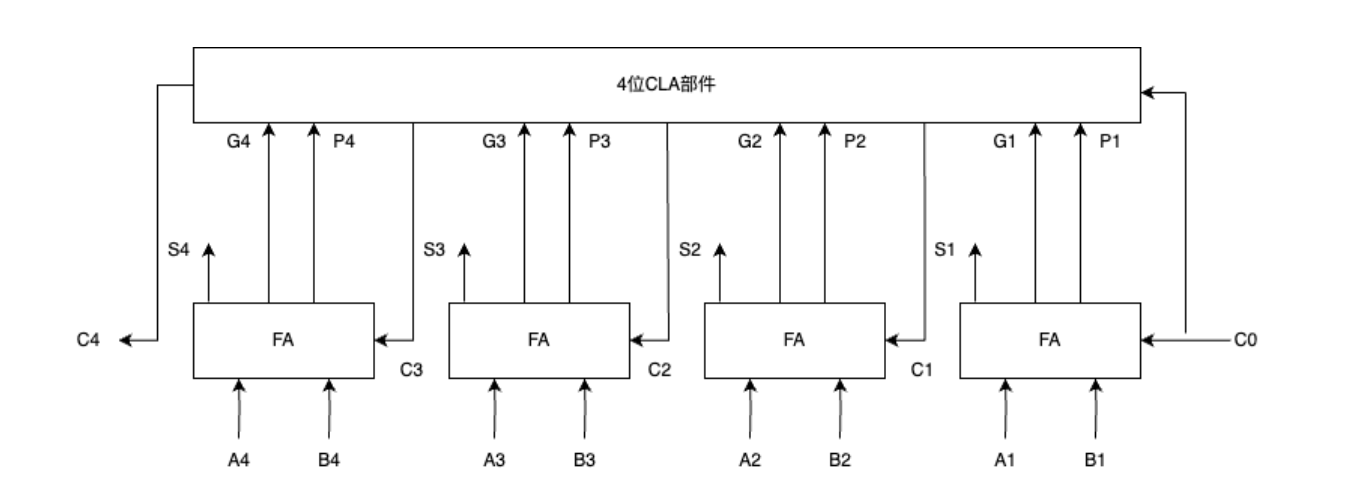 4位CLA部件
G4 P4 G3 P3 G2 P2 G1 P1
S4 S3 S2 S1
C4 FA FA FA FA C0
C3 C2 C1
A4 B4 A3 B3 A2 B2 A1 B1